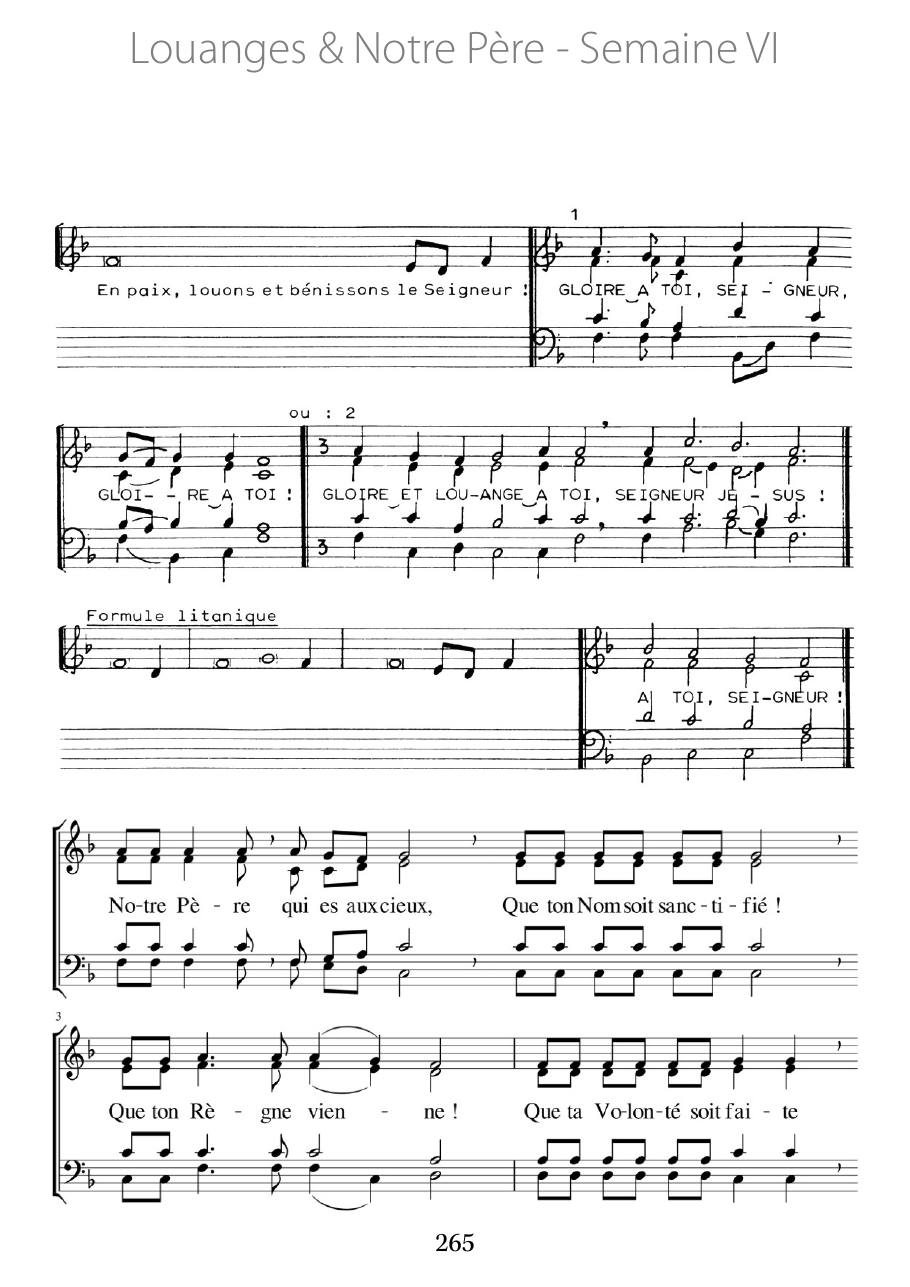 Louanges & Notre Père - Semaine VI
1
En paix, louons et bénissons le Seigneur ! GLOIRE A TOI, SEI - GNEUR,
ou : 2
3
GLOI - - RE A TOI ! GLOIRE ET LOU-ANGE A TOI, SEIGNEUR JE - SUS !
3
Formule litanique
A TOI, SEI-GNEUR !
No-tre Pè - re qui es aux cieux, Que ton Nom soit sanc-ti-fié !
3
Que ton Rè - gne vien - ne ! Que ta Vo-lon-té soit fai-te
265